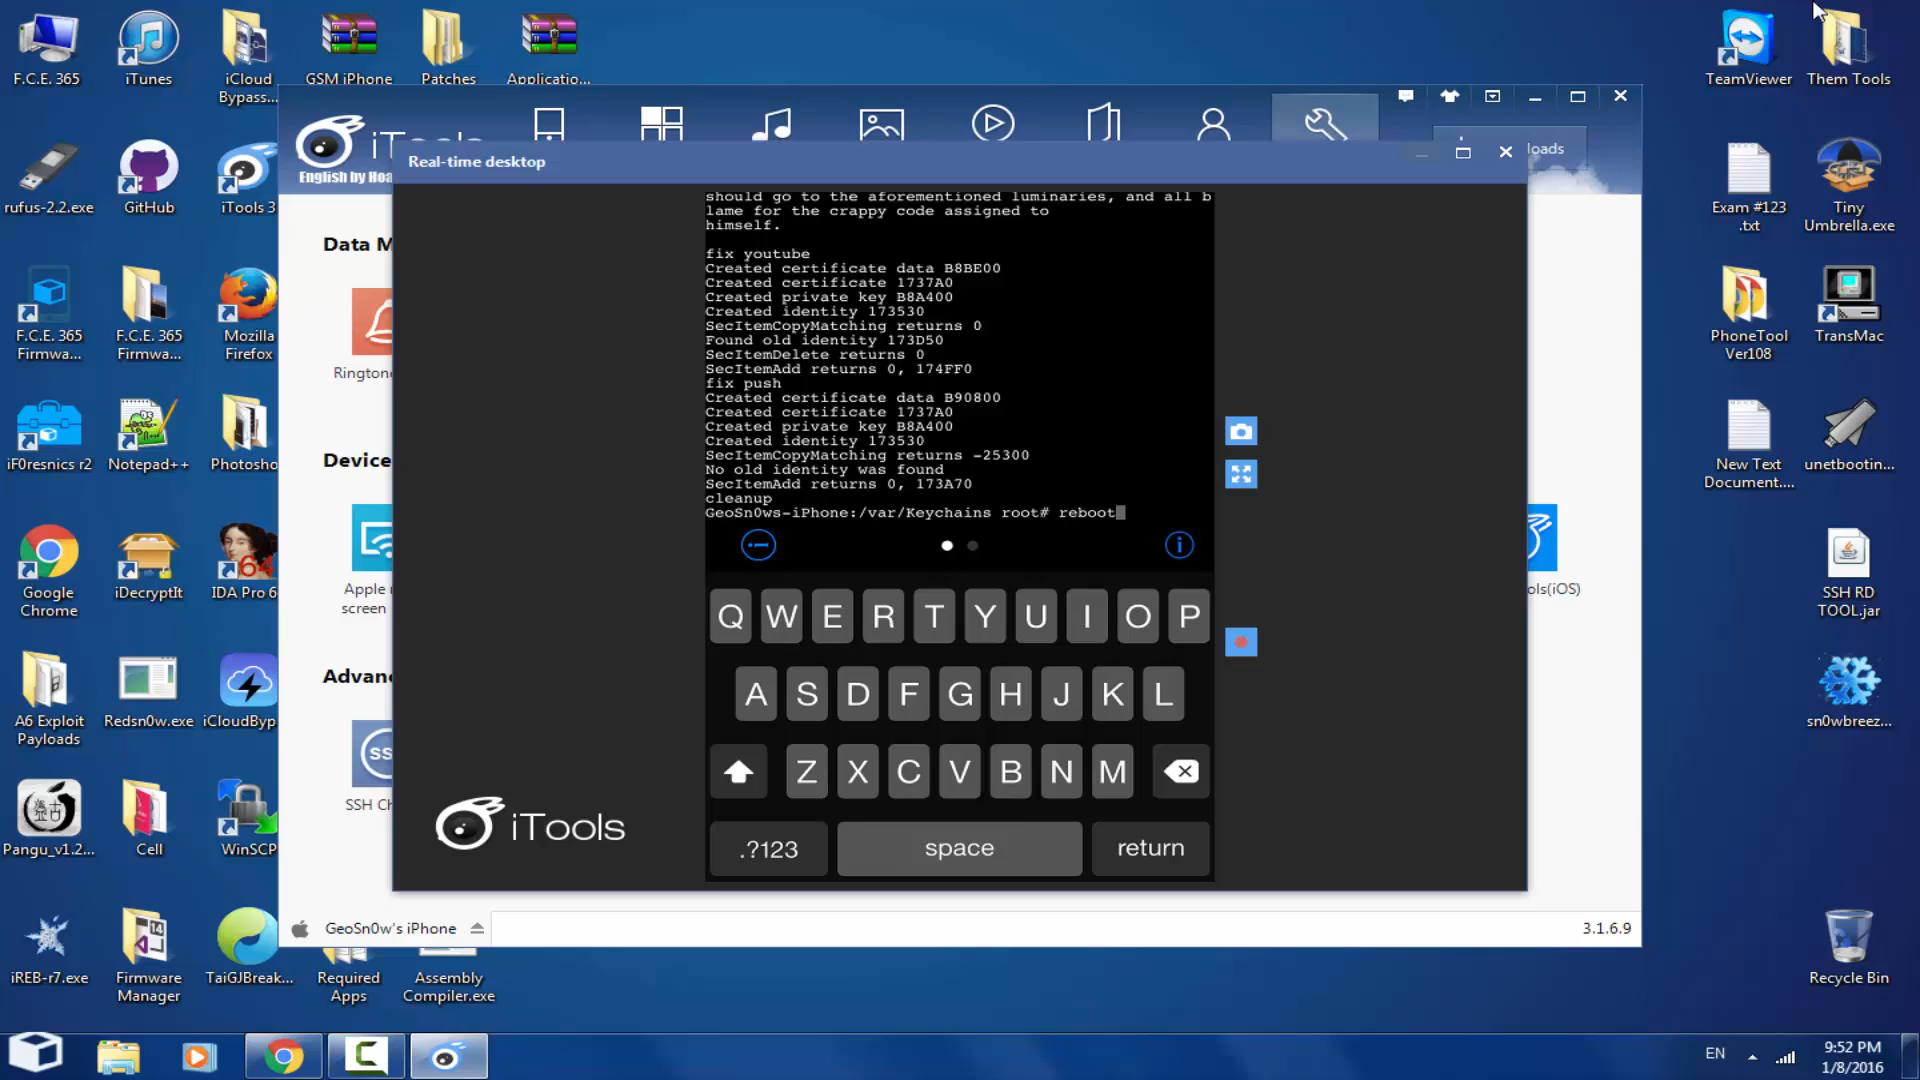 F.C.E. 365
iTunes
iCloud
Bypass...
GSM iPhone
Patches
Applicatio...
TeamViewer
Them Tools
rufus-2.2.exe
GitHub
iTools 3
English by Hoa
loads
Real-time desktop
Exam #123
.txt
Tiny
Umbrella.exe
Data M
Rington
F.C.E. 365
Firmwa...
F.C.E. 365
Firmwa...
Mozilla
Firefox
PhoneTool
Ver108
TransMac
should go to the aforementioned luminaries, and all b
lame for the crappy code assigned to
himself.
fix youtube
Created certificate data B8BE00
Created certificate 1737A0
Created private key B8A400
Created identity 173530
SecItemCopyMatching returns 0
Found old identity 173D50
SecItemDelete returns 0
SecItemAdd returns 0, 174FF0
fix push
Created certificate data B90800
Created certificate 1737A0
Created private key B8A400
Created identity 173530
SecItemCopyMatching returns -25300
No old identity was found
SecItemAdd returns 0, 173A70
cleanup
GeoSn0ws-iPhone:/var/Keychains root# reboot
iF0resnics r2
Notepad++
Photosho
Device
New Text
Document....
unetbootin...
Google
Chrome
iDecryptIt
64
IDA Pro 6
Apple
screen
ols(iOS)
SSH RD
TOOL.jar
Q W E R T Y U I O P
A S D F G H J K L
Z X C V B N M
.?123 space return
Advan
SS
SSH C
A6 Exploit
Payloads
Redsn0w.exe
iCloudByp
sn0wbreez...
iTools
Pangu_v1.2...
Cell
WinSCP
GeoSn0w's iPhone
3.1.6.9
iREB-r7.exe
14
Firmware
Manager
TaiGJBreak...
Required
Apps
Assembly
Compiler.exe
Recycle Bin
EN
9:52 PM
1/8/2016